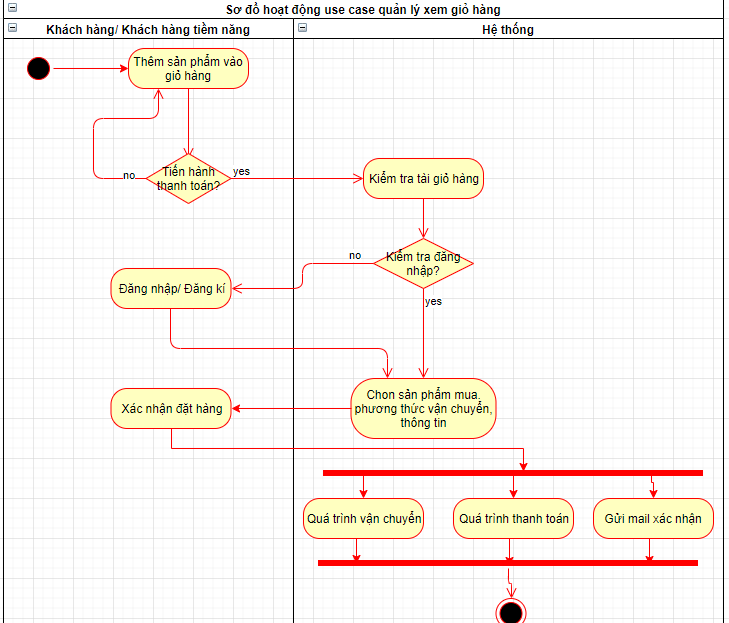 Sơ đồ hoạt động use case quản lý xem giỏ hàng
Khách hàng/ Khách hàng tiềm năng
Hệ thống
Thêm sản phẩm vào
giỏ hàng
Tiến hành
thanh toán?
no
yes
Kiểm tra tải giỏ hàng
Kiểm tra đăng
nhập?
no
yes
Đăng nhập/ Đăng kí
Chon sản phẩm mua,
phương thức vận chuyển,
thông tin
Xác nhận đặt hàng
Quá trình vận chuyển
Quá trình thanh toán
Gửi mail xác nhận